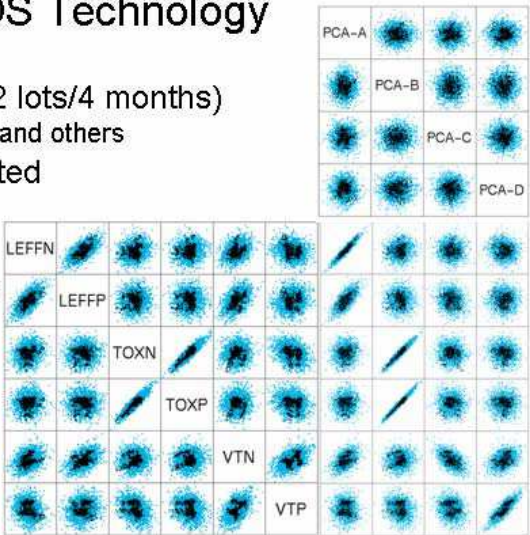 OS Technology
2 lots/4 months)
and others
ted
PCA-A
PCA-B
PCA-C
PCA-D
LEFFN
LEFFP
TOXN
TOXP
VTN
VTP